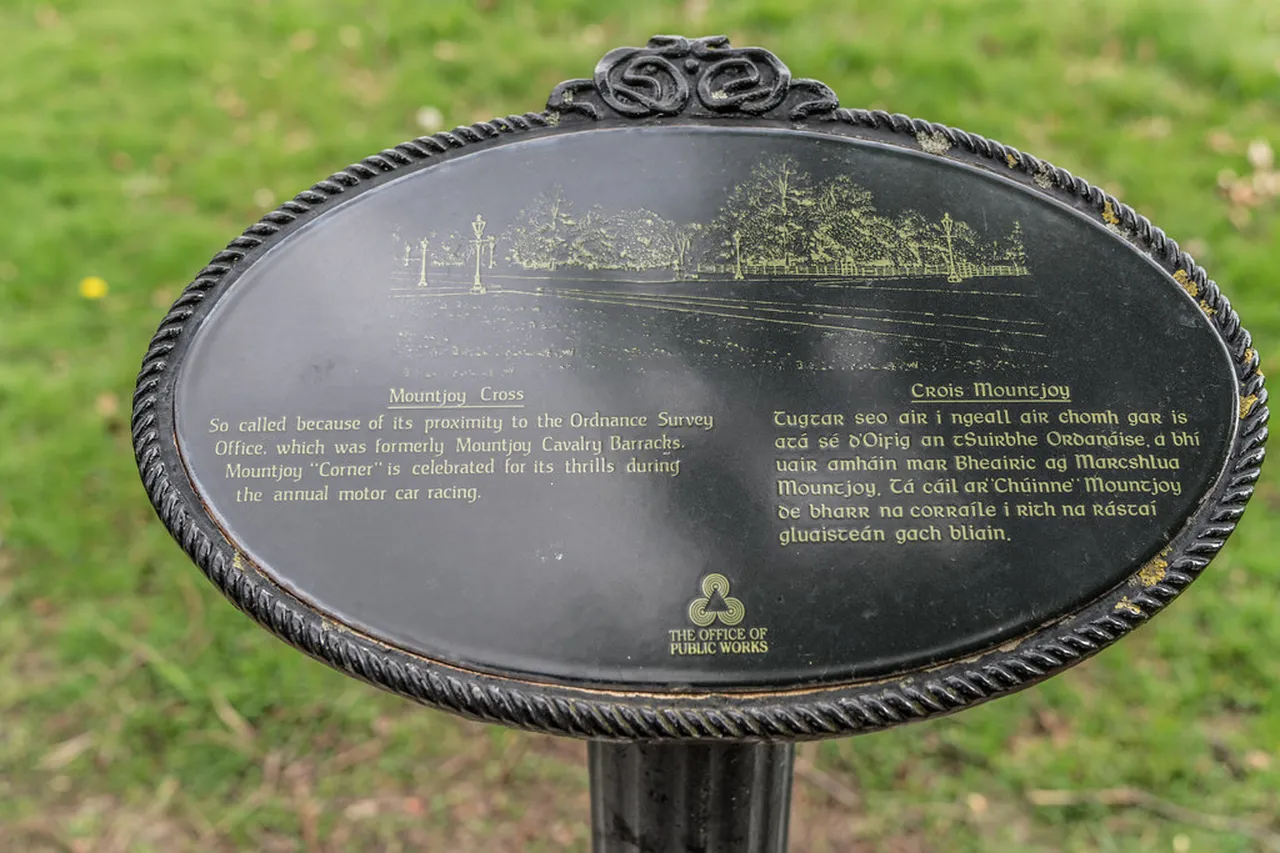 Mountjoy Cross
So called because of its proximity to the Ordnance Survey
Office, which was formerly Mountjoy Cavalry Barracks.
Mountjoy "Corner" is celebrated for its thrills during
the annual motor car racing.
Crois Mountjoy
Tugtar seo air i ngeall air chomh gar is
atá sé d'Oifig an tSuirbhe Ordanáise, a bhí
uair amháin mar Bheairic ag Marcshlua
Mountjoy. Tá cáil ar "Chúinne" Mountjoy
de bharr na corraíle i rith na rástaí
gluaisteán gach bliain.
THE OFFICE OF
PUBLIC WORKS